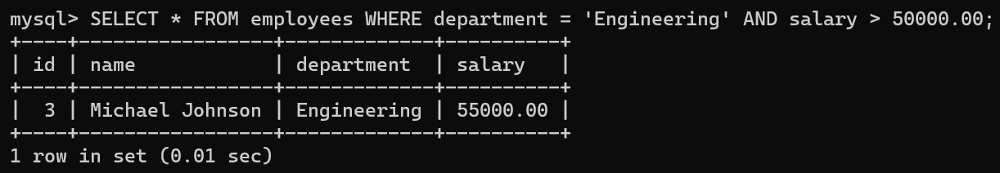 mysql> SELECT * FROM employees WHERE department = 'Engineering' AND salary > 50000.00;
+----+-----------------+-------------+----------+
| id | name            | department  | salary   |
+----+-----------------+-------------+----------+
|  3 | Michael Johnson | Engineering | 55000.00 |
+----+-----------------+-------------+----------+
1 row in set (0.01 sec)